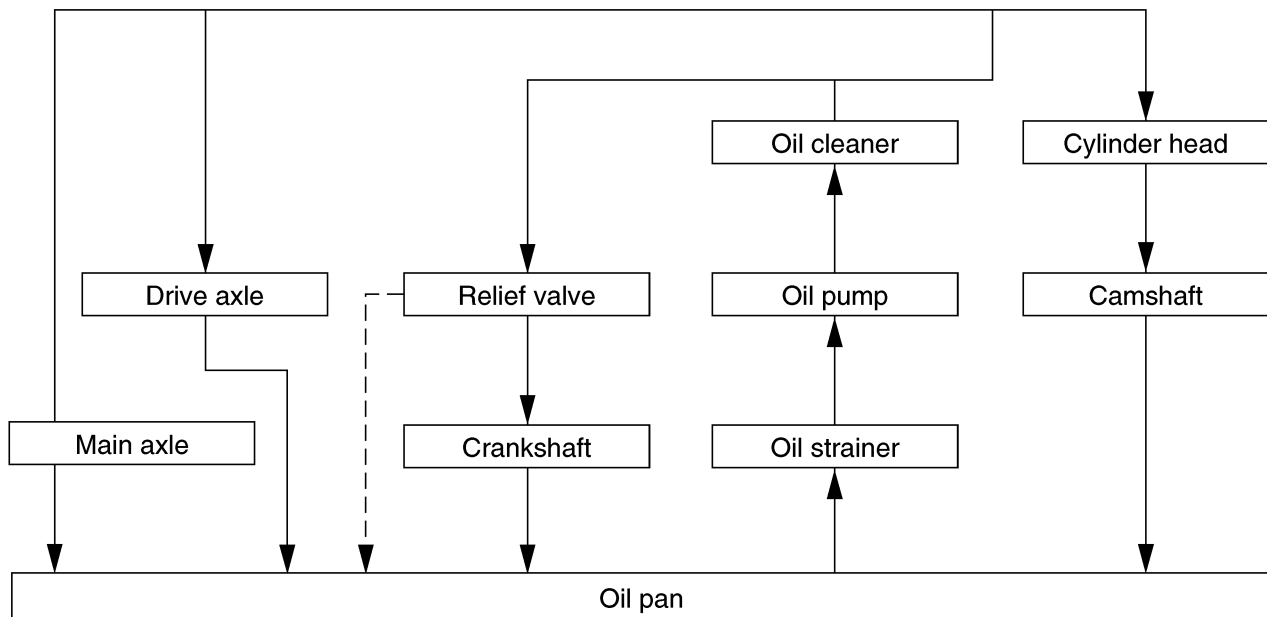 Oil cleaner
Cylinder head
Drive axle
Relief valve
Oil pump
Camshaft
Main axle
Crankshaft
Oil strainer
Oil pan